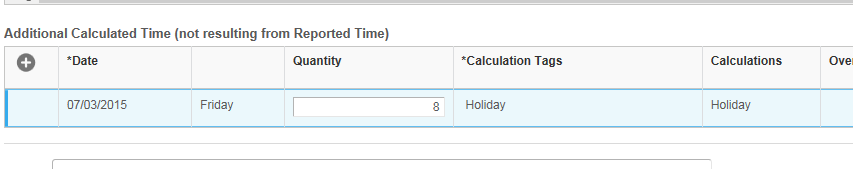 Additional Calculated Time (not resulting from Reported Time)
*Date Quantity *Calculation Tags Calculations Over
07/03/2015 Friday 8 Holiday Holiday